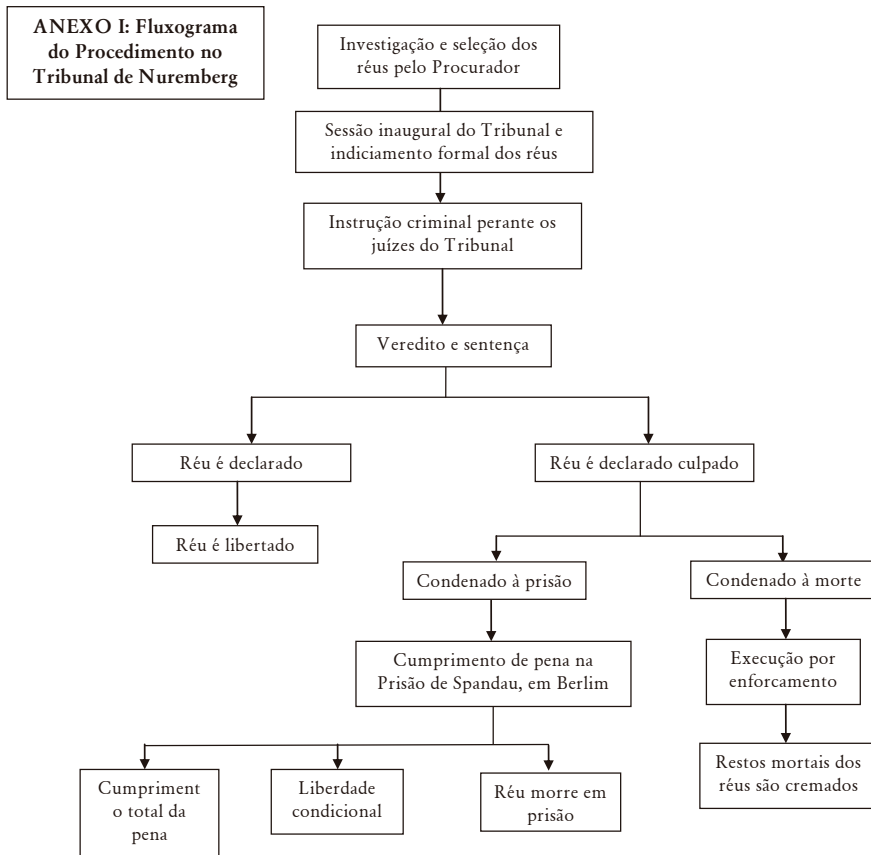 ANEXO I: Fluxograma
do Procedimento no
Tribunal de Nuremberg
Investigação e seleção dos
réus pelo Procurador
Sessão inaugural do Tribunal e
indiciamento formal dos réus
Instrução criminal perante os
juízes do Tribunal
Veredito e sentença
Réu é declarado
Réu é declarado culpado
Réu é libertado
Condenado à prisão
Condenado à morte
Cumprimento de pena na
Prisão de Spandau, em Berlim
Execução por
enforcamento
Cumpriment
o total da
pena
Liberdade
condicional
Réu morre em
prisão
Restos mortais dos
réus são cremados